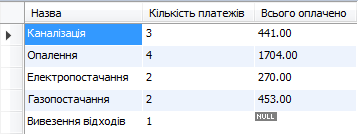 Назва Кількість платежів Всього оплачено
Каналізація 3 441.00
Опалення 4 1704.00
Електропостачання 2 270.00
Газопостачання 2 453.00
Вивезення відходів 1 NULL